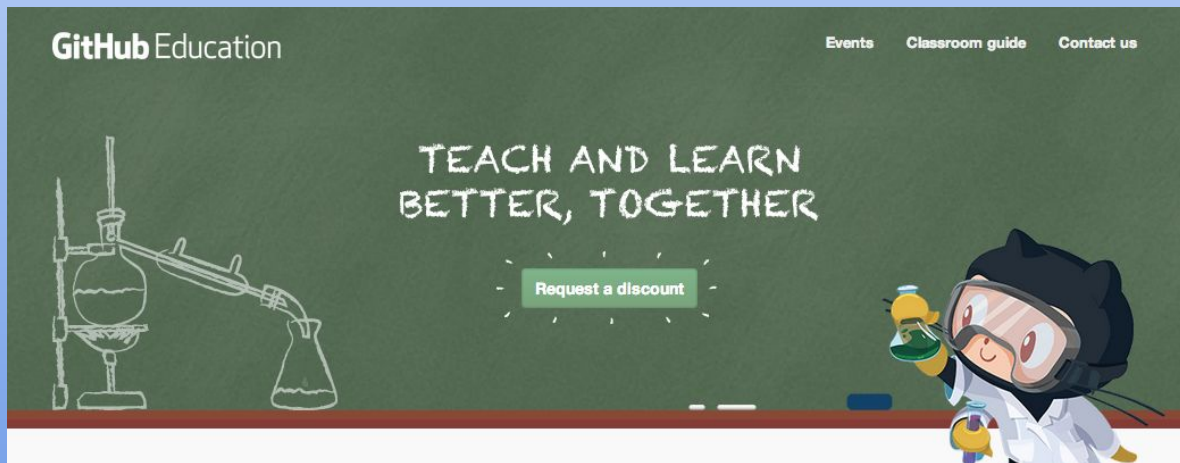 GitHub Education
Events Classroom guide Contact us
TEACH AND LEARN
BETTER, TOGETHER
Request a discount